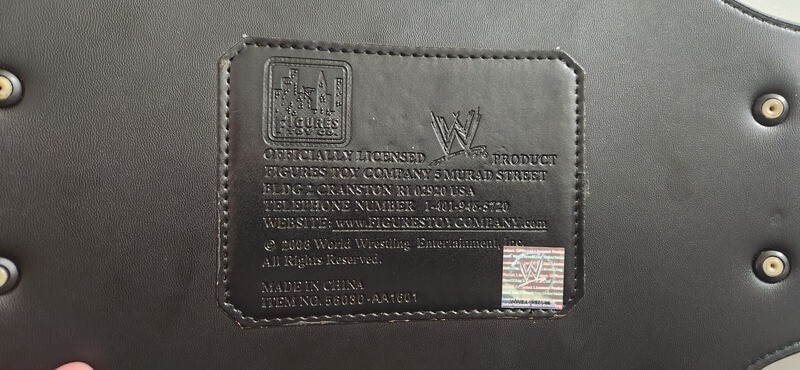 FIGURES
TOY CO.
W
OFFICIALLY LICENSED PRODUCT
FIGURES TOY COMPANY 5 MURAD STREET
BLDG 2 CRANSTON RI 02920 USA
TELEPHONE NUMBER 1-401-946-5720
WEBSITE: www.FIGURESTOYCOMPANY.com
© 2008 World Wrestling Entertainment, Inc.
All Rights Reserved.
MADE IN CHINA
ITEM NO. 56080-AA1601